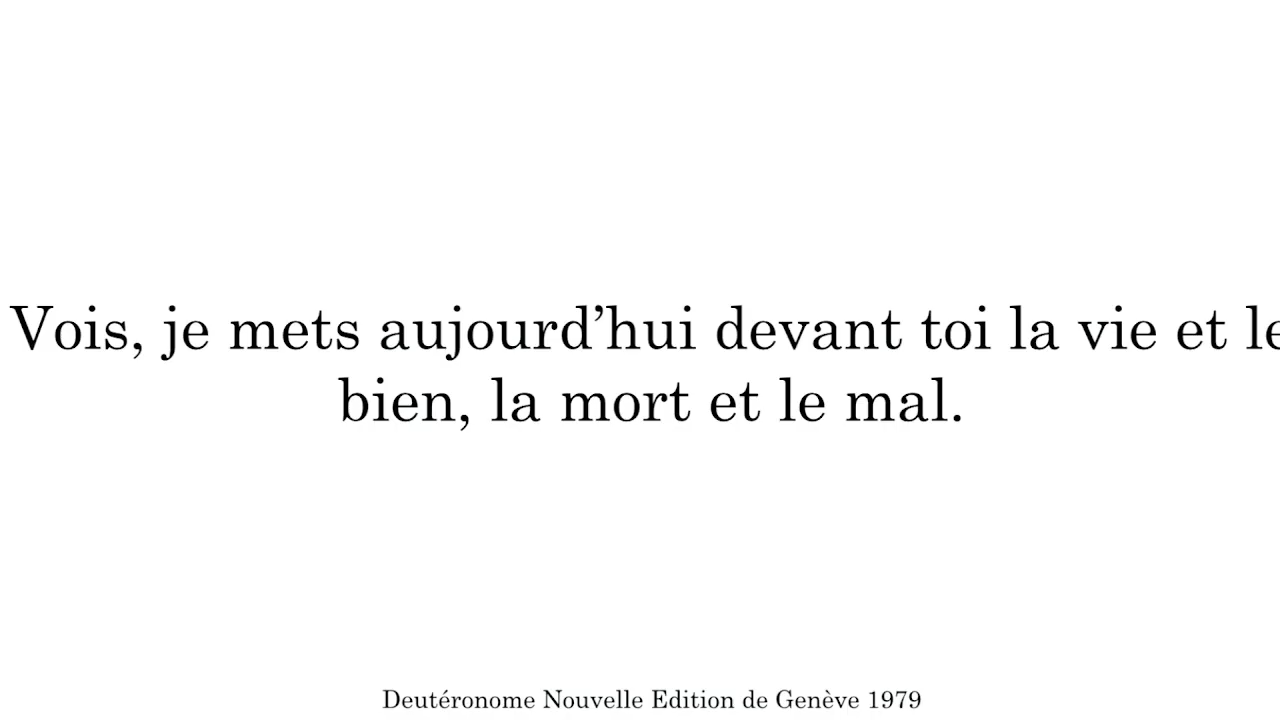 Vois, je mets aujourd’hui devant toi la vie et le
bien, la mort et le mal.
Deutéronome Nouvelle Edition de Genève 1979